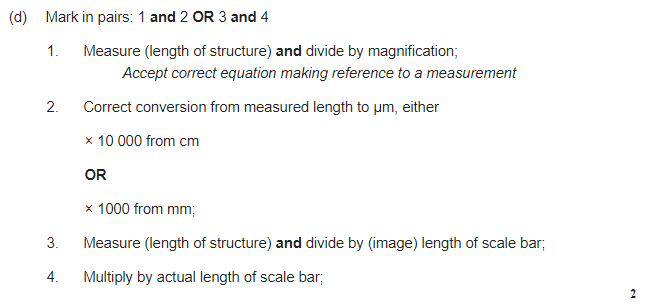 (d) Mark in pairs: 1 and 2 OR 3 and 4
1. Measure (length of structure) and divide by magnification;
Accept correct equation making reference to a measurement
2. Correct conversion from measured length to µm, either
× 10 000 from cm
OR
× 1000 from mm;
3. Measure (length of structure) and divide by (image) length of scale bar;
4. Multiply by actual length of scale bar;
2